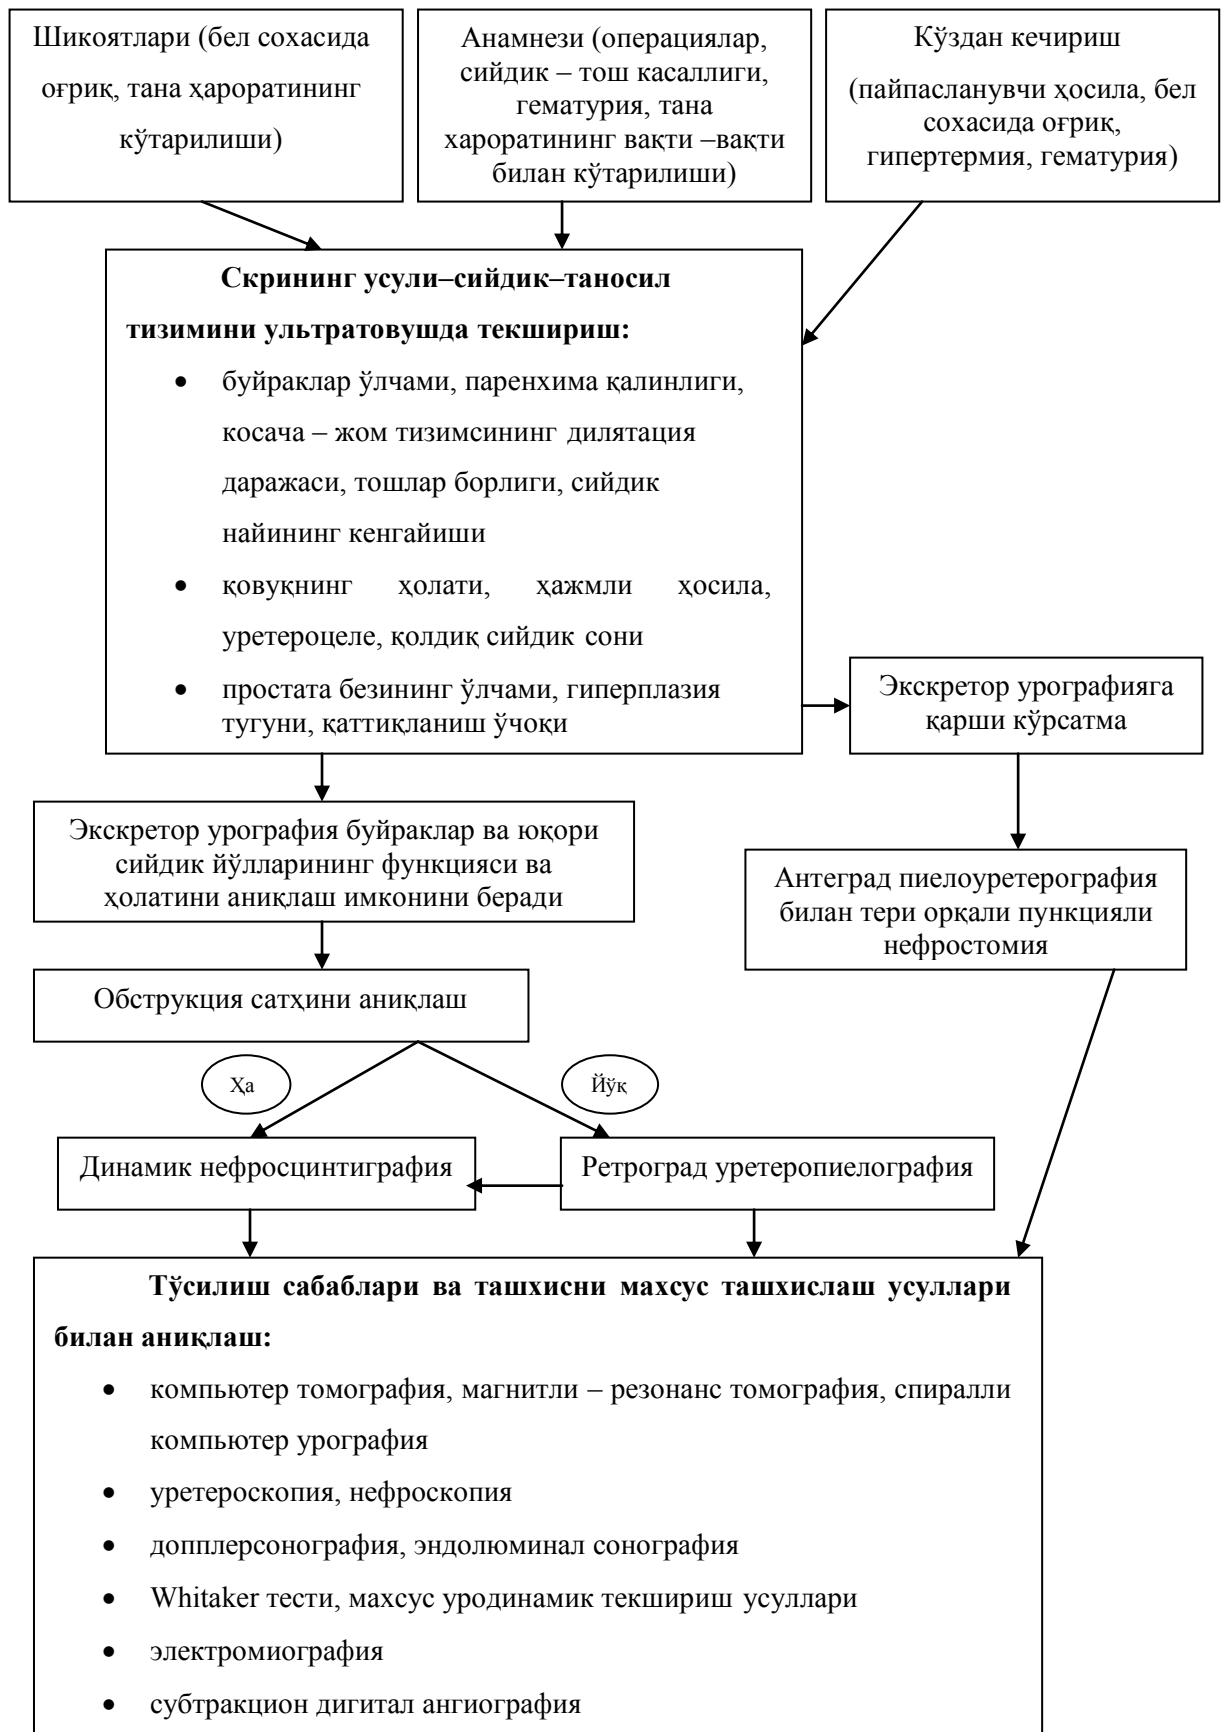 Шикоятлари (бел сохасида
оғриқ, тана ҳароратининг
кўтарилиши)
Анамнези (операциялар,
сийдик – тош касаллиги,
гематурия, тана
хароратининг вақти –вақти
билан кўтарилиши)
Кўздан кечириш
(пайпасланувчи ҳосила, бел
сохасида оғриқ,
гипертермия, гематурия)
Скрининг усули–сийдик–таносил
тизимини ультратовушда текшириш:
• буйраклар ўлчами, паренхима қалинлиги,
косача – жом тизимсининг дилятация
даражаси, тошлар борлиги, сийдик
найининг кенгайиши
• қовуқнинг ҳолати, ҳажмли ҳосила,
уретероцеле, қолдиқ сийдик сони
• простата безининг ўлчами, гиперплазия
тугуни, қаттиқланиш ўчоқи
Экскретор урографияга
қарши кўрсатма
Экскретор урография буйраклар ва юқори
сийдик йўлларининг функцияси ва
ҳолатини аниқлаш имконини беради
Антеград пиелоуретерография
билан тери орқали пункцияли
нефростомия
Обструкция сатҳини аниқлаш
Ҳа
Йўқ
Динамик нефросцинтиграфия
Ретроград уретеропиелография
Тўсилиш сабаблари ва ташхисни махсус ташхислаш усуллари
билан аниқлаш:
• компьютер томография, магнитли – резонанс томография, спиралли
компьютер урография
• уретероскопия, нефроскопия
• допплерсонография, эндолюминал сонография
• Whitaker тести, махсус уродинамик текшириш усуллари
• электромиография
• субтракцион дигитал ангиография